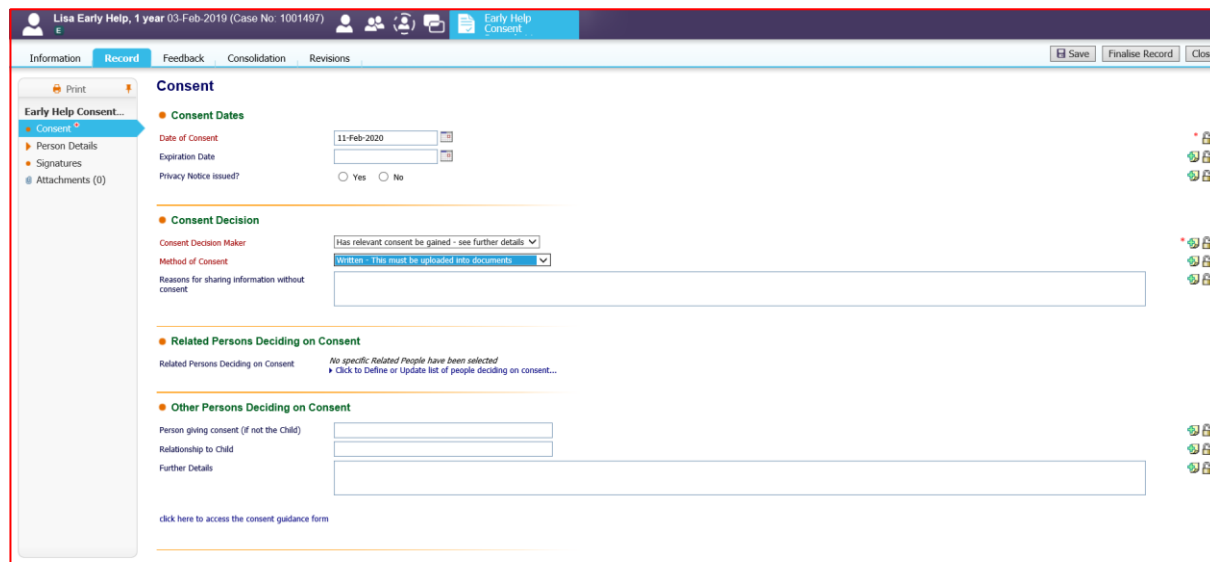 Lisa Early Help, 1 year 03-Feb-2019 (Case No: 1001497)
E
Early Help
Consent
Information
Record
Feedback
Consolidation
Revisions
Save
Finalise Record
Clos
Print
Early Help Consent...
Consent
Person Details
Signatures
Attachments (0)
Consent
Consent Dates
Date of Consent
11-Feb-2020
*
Expiration Date
Privacy Notice issued?
Yes
No
Consent Decision
Consent Decision Maker
Has relevant consent be gained - see further details
*
Method of Consent
Written - This must be uploaded into documents
Reasons for sharing information without
consent
Related Persons Deciding on Consent
Related Persons Deciding on Consent
No specific Related People have been selected
Click to Define or Update list of people deciding on consent...
Other Persons Deciding on Consent
Person giving consent (if not the Child)
Relationship to Child
Further Details
click here to access the consent guidance form